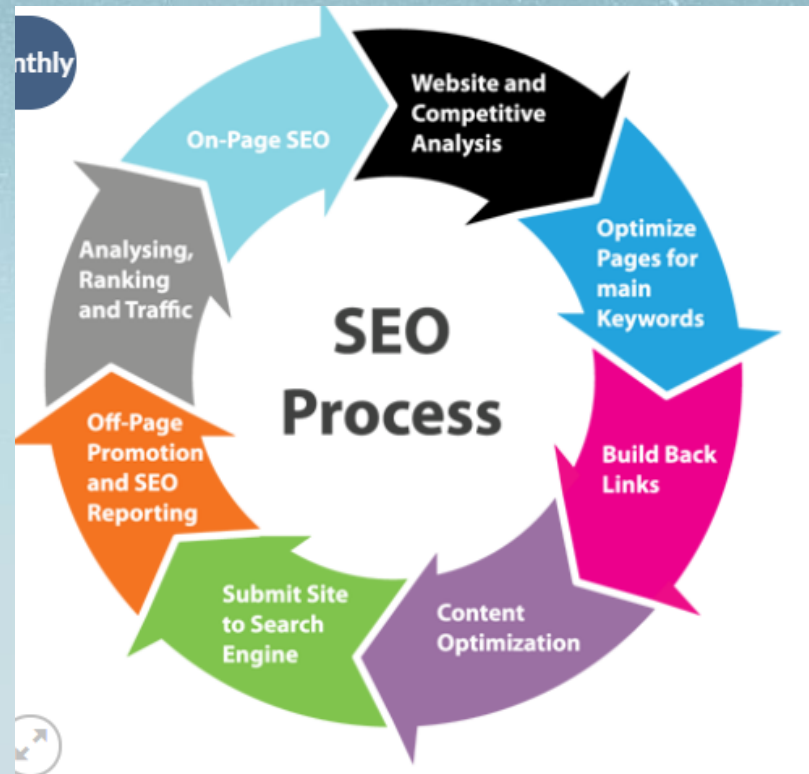 nthly
On-Page SEO
Website and
Competitive
Analysis
Optimize
Pages for
main
Keywords
Build Back
Links
Content
Optimization
Submit Site
to Search
Engine
Off-Page
Promotion
and SEO
Reporting
Analysing,
Ranking
and Traffic
SEO
Process